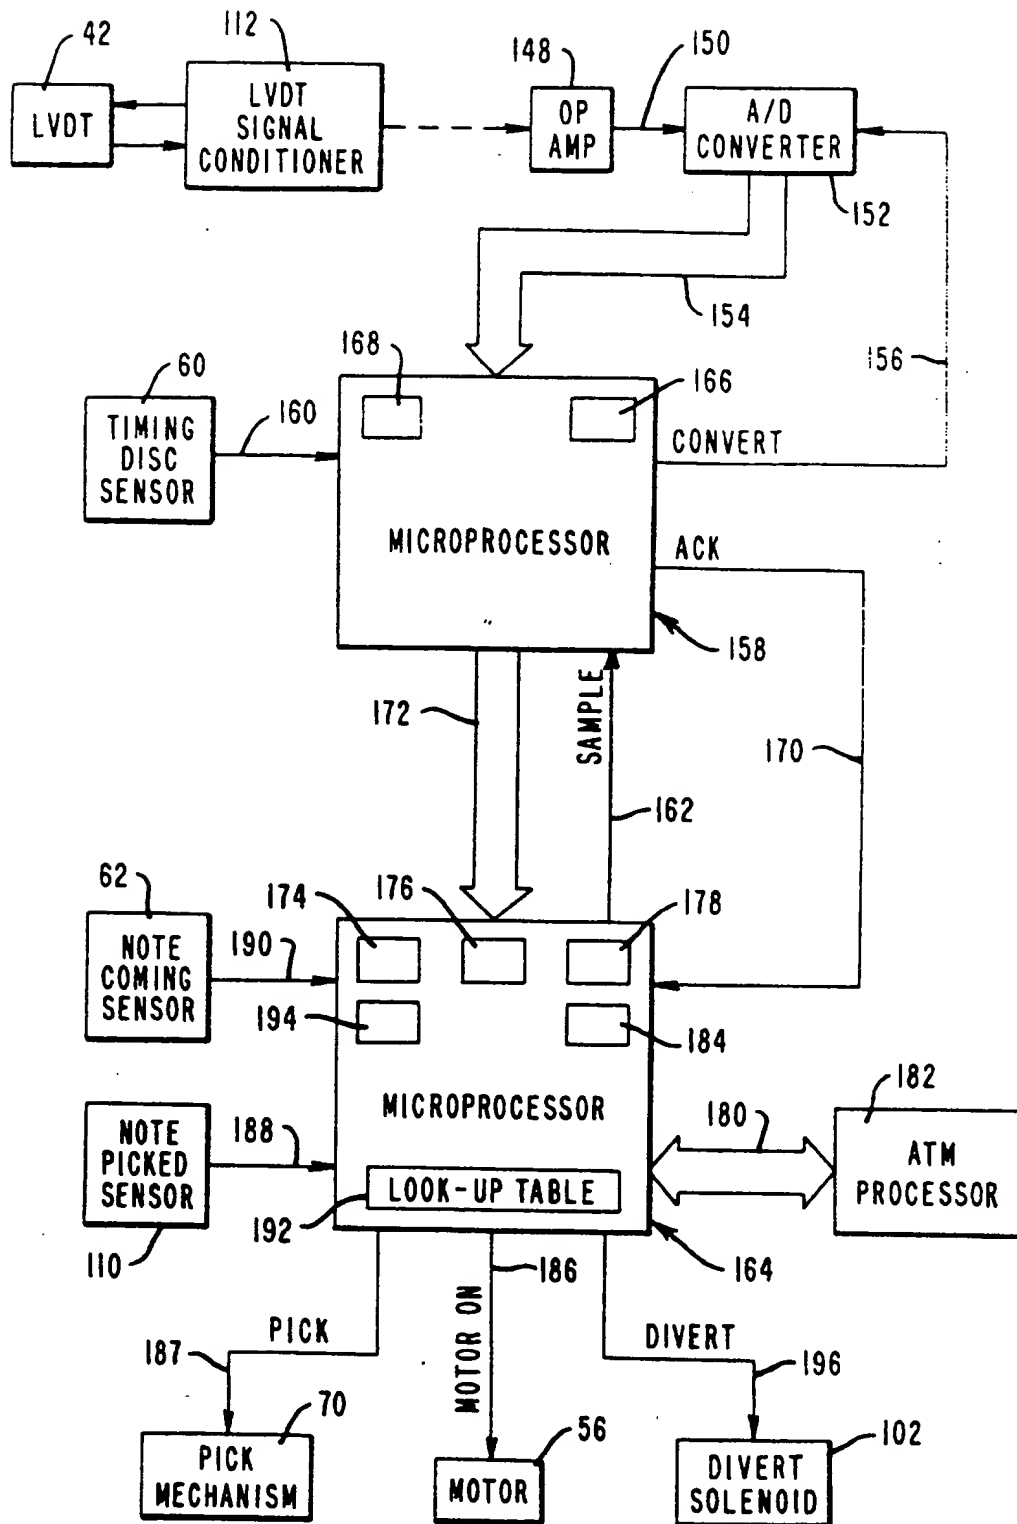 42
112
148
150
LVDT
LVDT
SIGNAL
CONDITIONER
OP
AMP
A/D
CONVERTER
152
154
156
60
160
168
166
TIMING
DISC
SENSOR
CONVERT
MICROPROCESSOR
ACK
158
172
SAMPLE
170
162
62
190
174
176
178
NOTE
COMING
SENSOR
194
184
MICROPROCESSOR
182
180
NOTE
PICKED
SENSOR
188
ATM
PROCESSOR
LOOK-UP TABLE
192
110
186
164
PICK
MOTOR ON
DIVERT
187
196
70
56
102
PICK
MECHANISM
MOTOR
DIVERT
SOLENOID